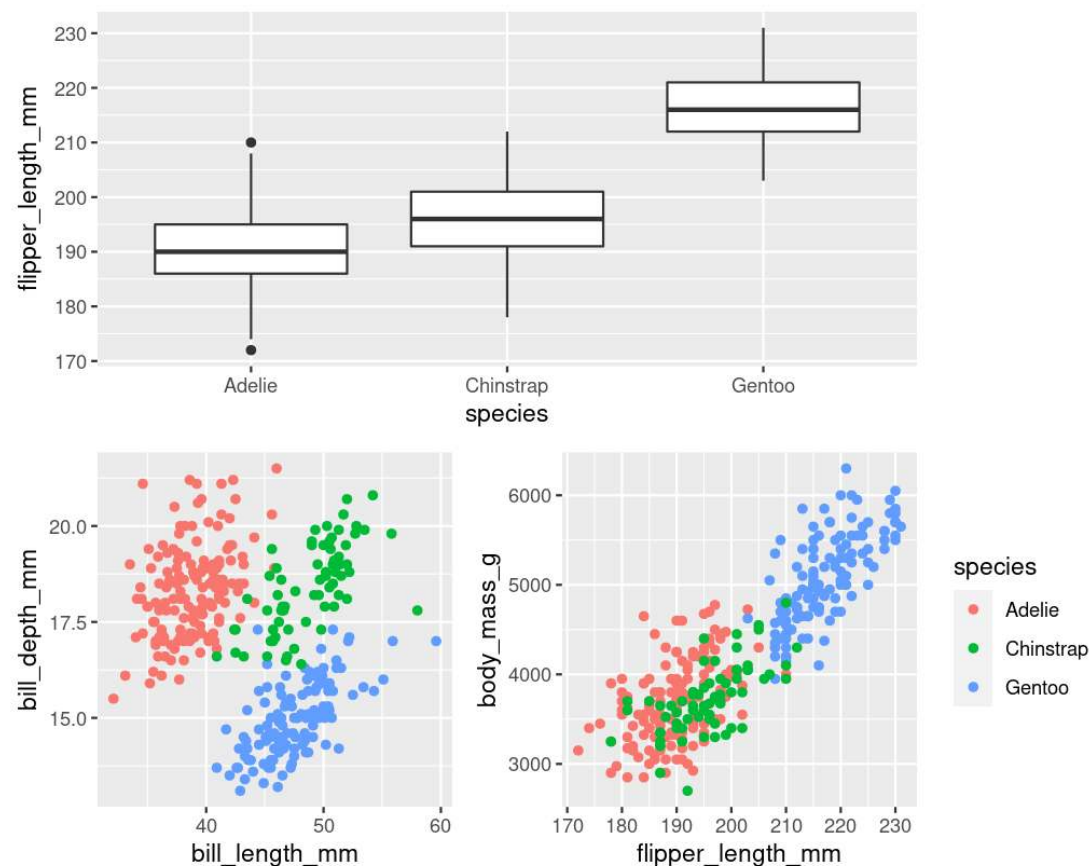 flipper_length_mm
230
220
210
200
190
180
170
Adelie
Chinstrap
Gentoo
species
bill_depth_mm
20.0
17.5
15.0
40
50
60
bill_length_mm
body_mass_g
6000
5000
4000
3000
170
180
190
200
210
220
230
flipper_length_mm
species
Adelie
Chinstrap
Gentoo